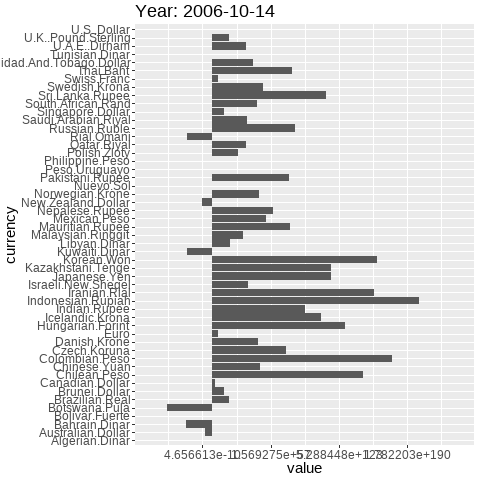 Year: 2006-10-14
U.S..Dollar
U.K..Pound.Sterling
U.A.E..Dirham
Tunisian.Dinar
idad.And.Tobago.Dollar
Thai.Baht
Swiss.Franc
Swedish.Krona
Sri.Lanka.Rupee
South.African.Rand
Singapore.Dollar
Saudi.Arabian.Riyal
Russian.Ruble
Rial.Omani
Qatar.Riyal
Polish.Zloty
Philippine.Peso
Peso.Uruguayo
Pakistani.Rupee
Nuevo.Sol
Norwegian.Krone
New.Zealand.Dollar
Nepalese.Rupee
Mexican.Peso
Mauritian.Rupee
Malaysian.Ringgit
Libyan.Dinar
Kuwaiti.Dinar
Korean.Won
Kazakhstani.Tenge
Japanese.Yen
Israeli.New.Sheqel
Iranian.Rial
Indonesian.Rupiah
Indian.Rupee
Icelandic.Krona
Hungarian.Forint
Euro
Danish.Krone
Czech.Koruna
Colombian.Peso
Chinese.Yuan
Chilean.Peso
Canadian.Dollar
Brunei.Dollar
Brazilian.Real
Botswana.Pula
Bolivar.Fuerte
Bahrain.Dinar
Australian.Dollar
Algerian.Dinar
currency
value